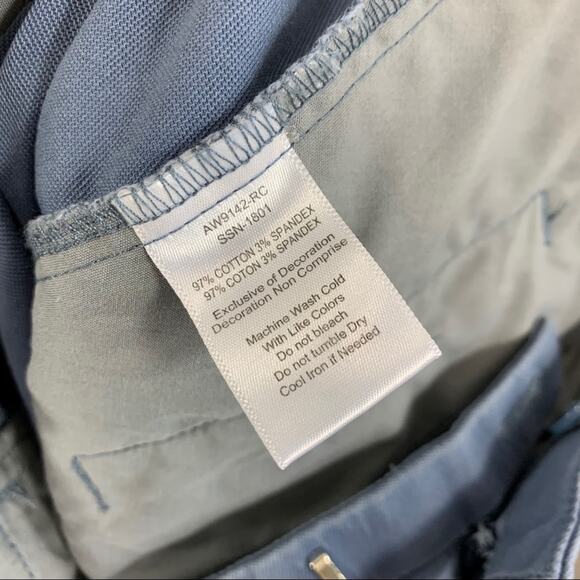 AW9142-RC
SSN-1801
97% COTTON 3% SPANDEX
97% COTON 3% SPANDEX
Exclusive of Decoration
Decoration Non Comprise
Machine Wash Cold
With Like Colors
Do not bleach
Do not tumble Dry
Cool Iron if Needed